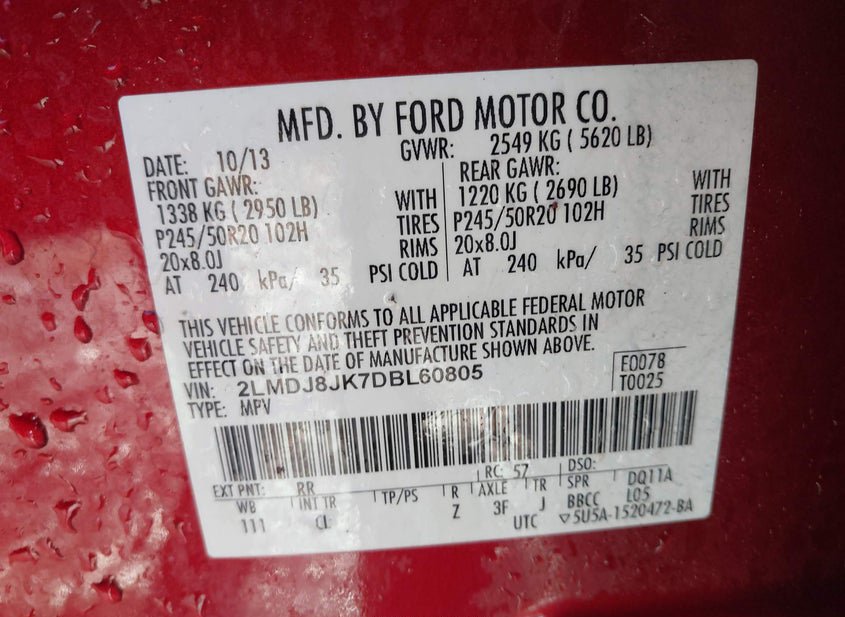 MFD. BY FORD MOTOR CO.
DATE: 10/13 GVWR: 2549 KG ( 5620 LB)
FRONT GAWR: REAR GAWR:
1338 KG ( 2950 LB) WITH 1220 KG ( 2690 LB) WITH
P245/50R20 102H TIRES P245/50R20 102H TIRES
20x8.0J RIMS 20x8.0J RIMS
AT 240 kPa/ 35 PSI COLD AT 240 kPa/ 35 PSI COLD
THIS VEHICLE CONFORMS TO ALL APPLICABLE FEDERAL MOTOR
VEHICLE SAFETY AND THEFT PREVENTION STANDARDS IN
EFFECT ON THE DATE OF MANUFACTURE SHOWN ABOVE.
VIN: 2LMDJ8JK7DBL60805 F0078
TYPE: MPV T0025
EXT PNT: RR RC: 57 DSO:
WB INT TR TP/PS R AXLE TR SPR DQ11A
111 CI Z 3F J BBCC L05
UTC ▽5U5A-1520472-BA